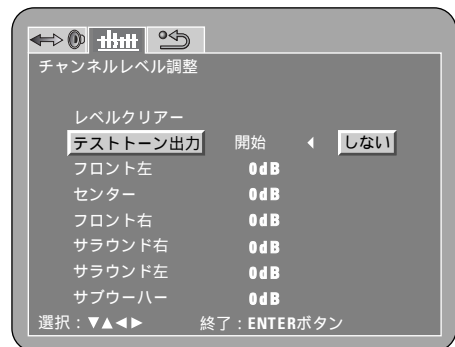 チャンネルレベル調整
レベルクリアー
テストトーン出力 開始 ◀ しない
フロント左 0dB
センター 0dB
フロント右 0dB
サラウンド右 0dB
サラウンド左 0dB
サブウーハー 0dB
選択：▼▲◀▶ 終了：ENTERボタン